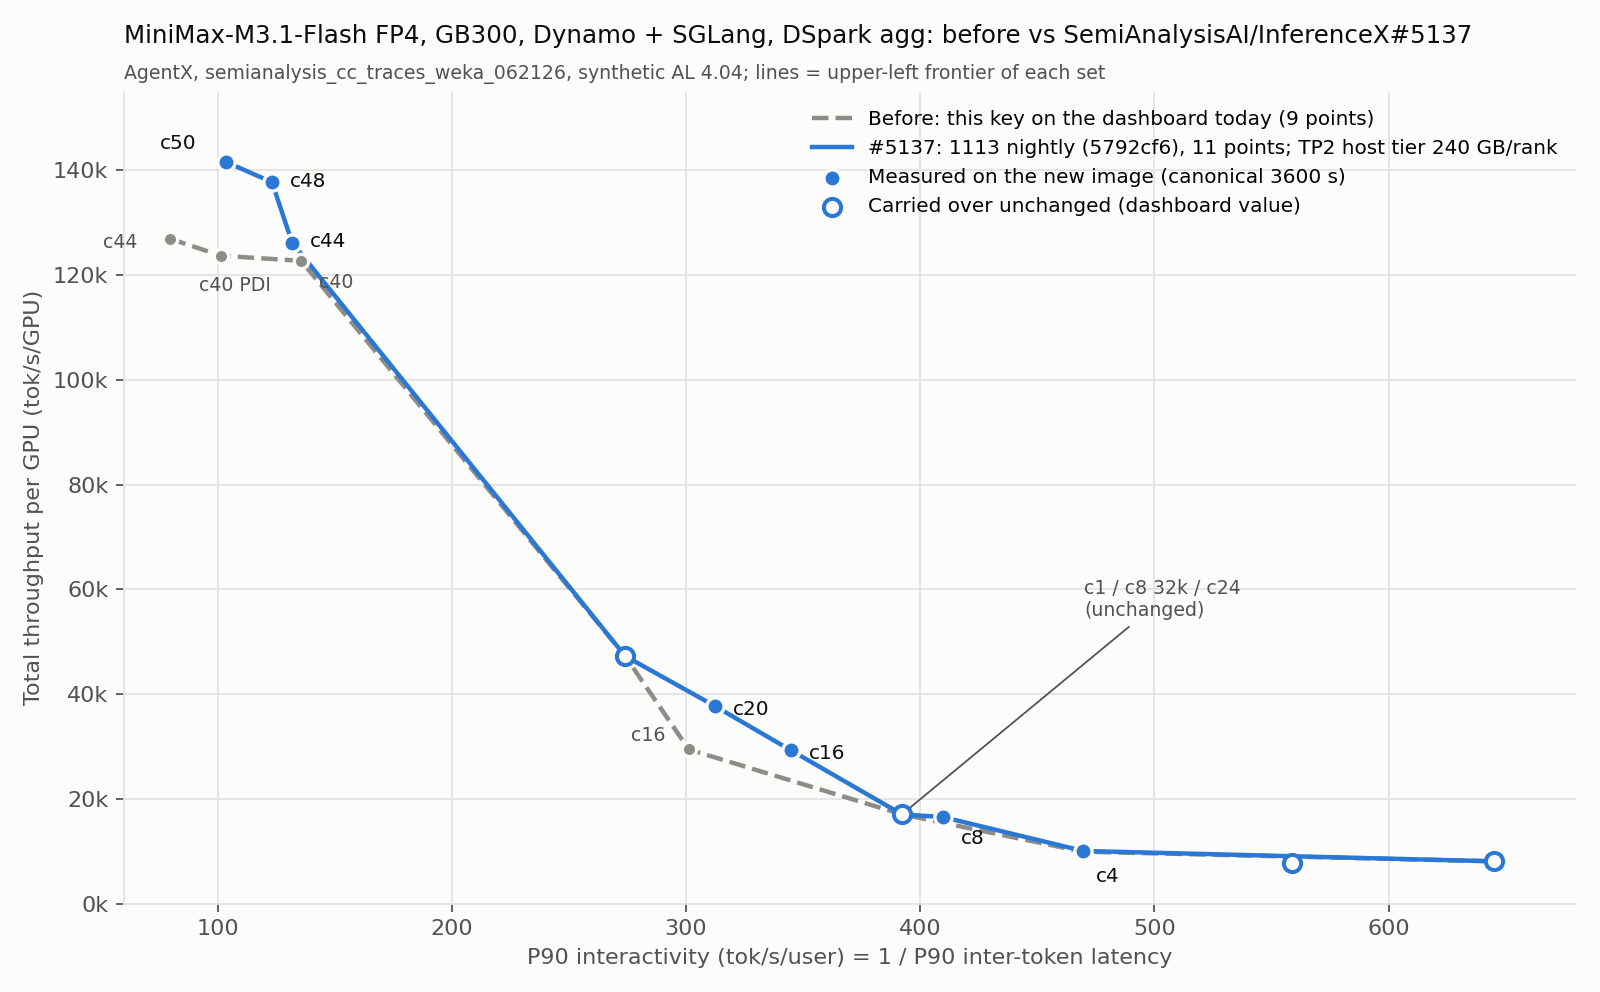 MiniMax-M3.1-Flash FP4, GB300, Dynamo + SGLang, DSpark agg: before vs SemiAnalysisAI/InferenceX#5137
AgentX, semianalysis_cc_traces_weka_062126, synthetic AL 4.04; lines = upper-left frontier of each set
Before: this key on the dashboard today (9 points)
#5137: 1113 nightly (5792cf6), 11 points; TP2 host tier 240 GB/rank
Measured on the new image (canonical 3600 s)
Carried over unchanged (dashboard value)
Total throughput per GPU (tok/s/GPU)
140k
120k
100k
80k
60k
40k
20k
0k
c50
c48
c44
c44
c40 PDI
c40
c1 / c8 32k / c24
(unchanged)
c20
c16
c16
c8
c4
100
200
300
400
500
600
P90 interactivity (tok/s/user) = 1 / P90 inter-token latency